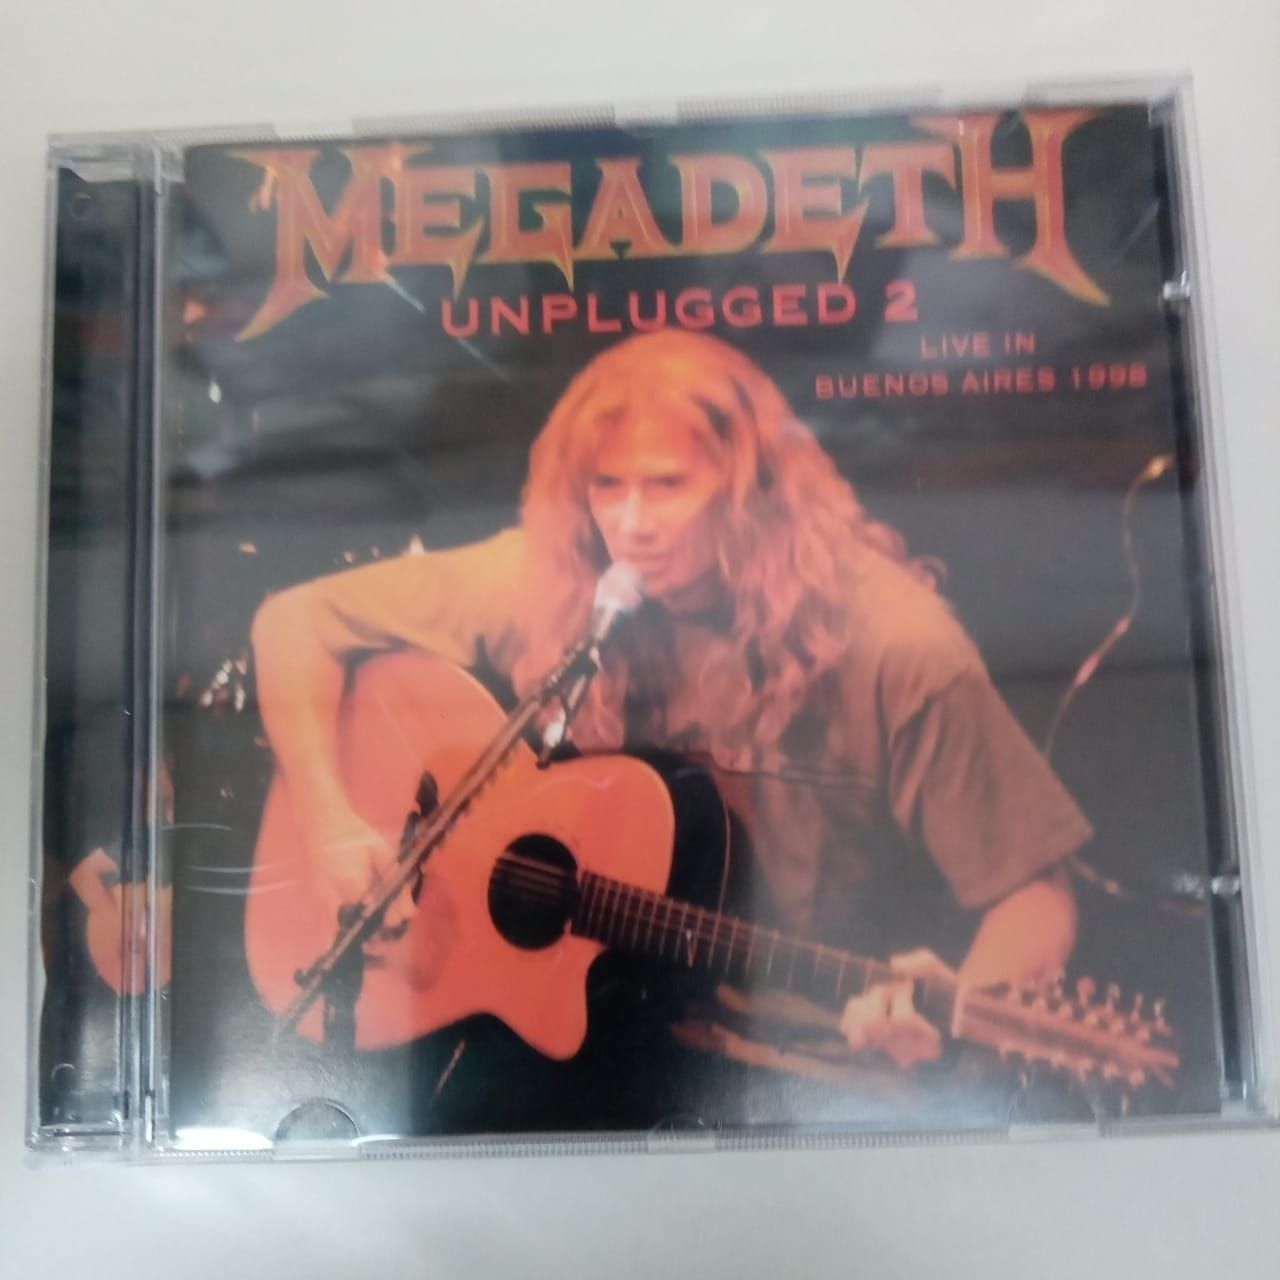 MEGADETH
UNPLUGGED 2
LIVE IN
BUENOS AIRES 1998